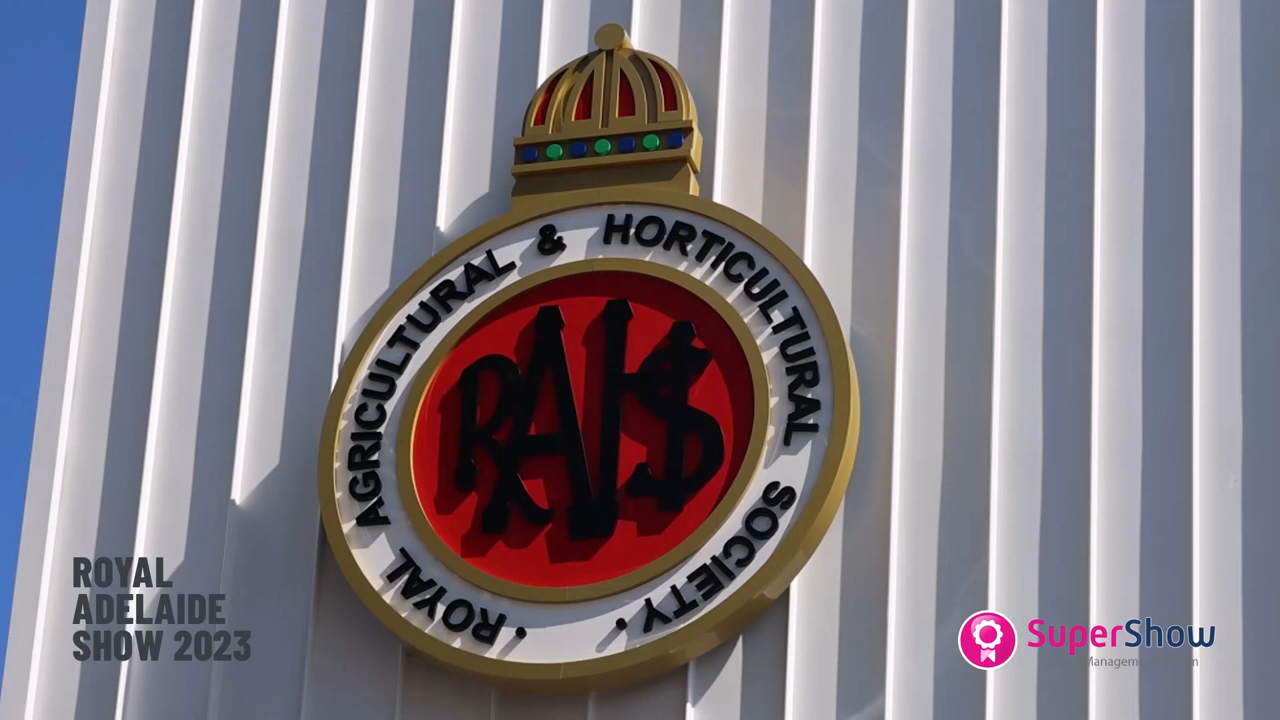 ROYAL AGRICULTURAL & HORTICULTURAL SOCIETY
RAHS
ROYAL
ADELAIDE
SHOW 2023
SuperShow